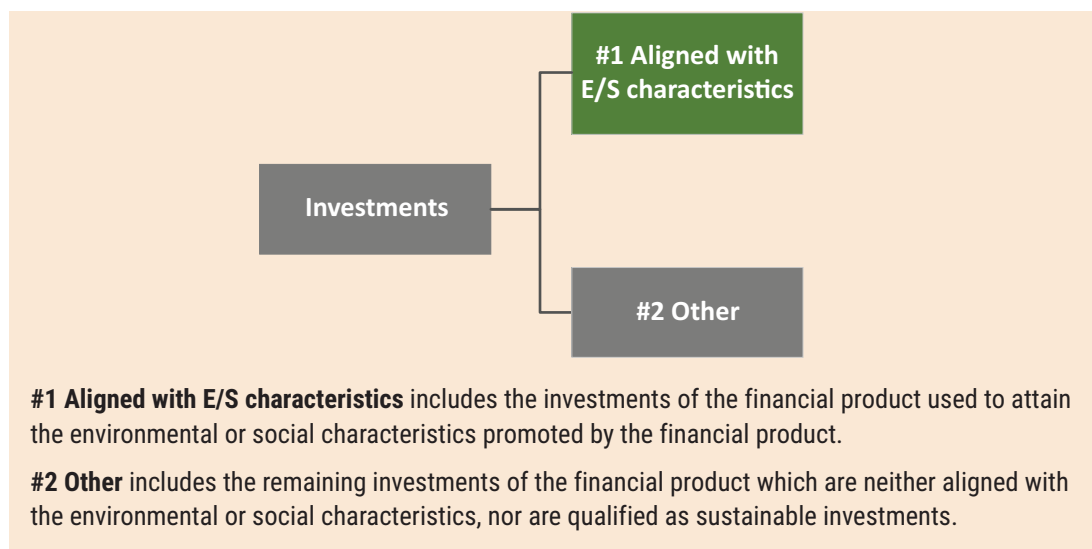 #1 Aligned with
E/S characteristics
Investments
#2 Other
#1 Aligned with E/S characteristics includes the investments of the financial product used to attain
the environmental or social characteristics promoted by the financial product.
#2 Other includes the remaining investments of the financial product which are neither aligned with
the environmental or social characteristics, nor are qualified as sustainable investments.